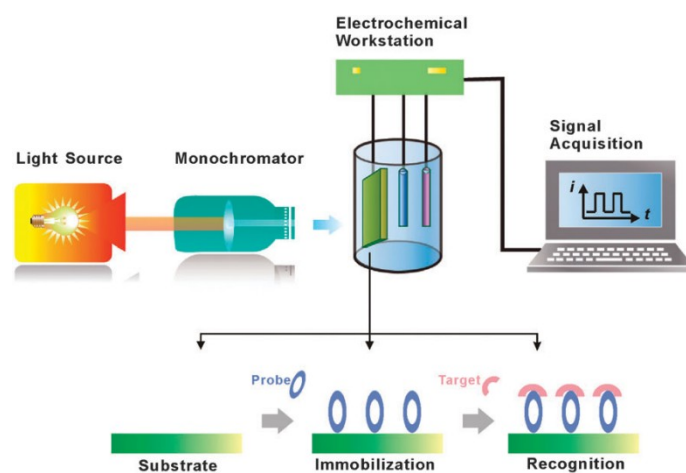 Electrochemical
Workstation
Light Source
Monochromator
Signal
Acquisition
i
t
Probe
Target
Substrate
Immobilization
Recognition